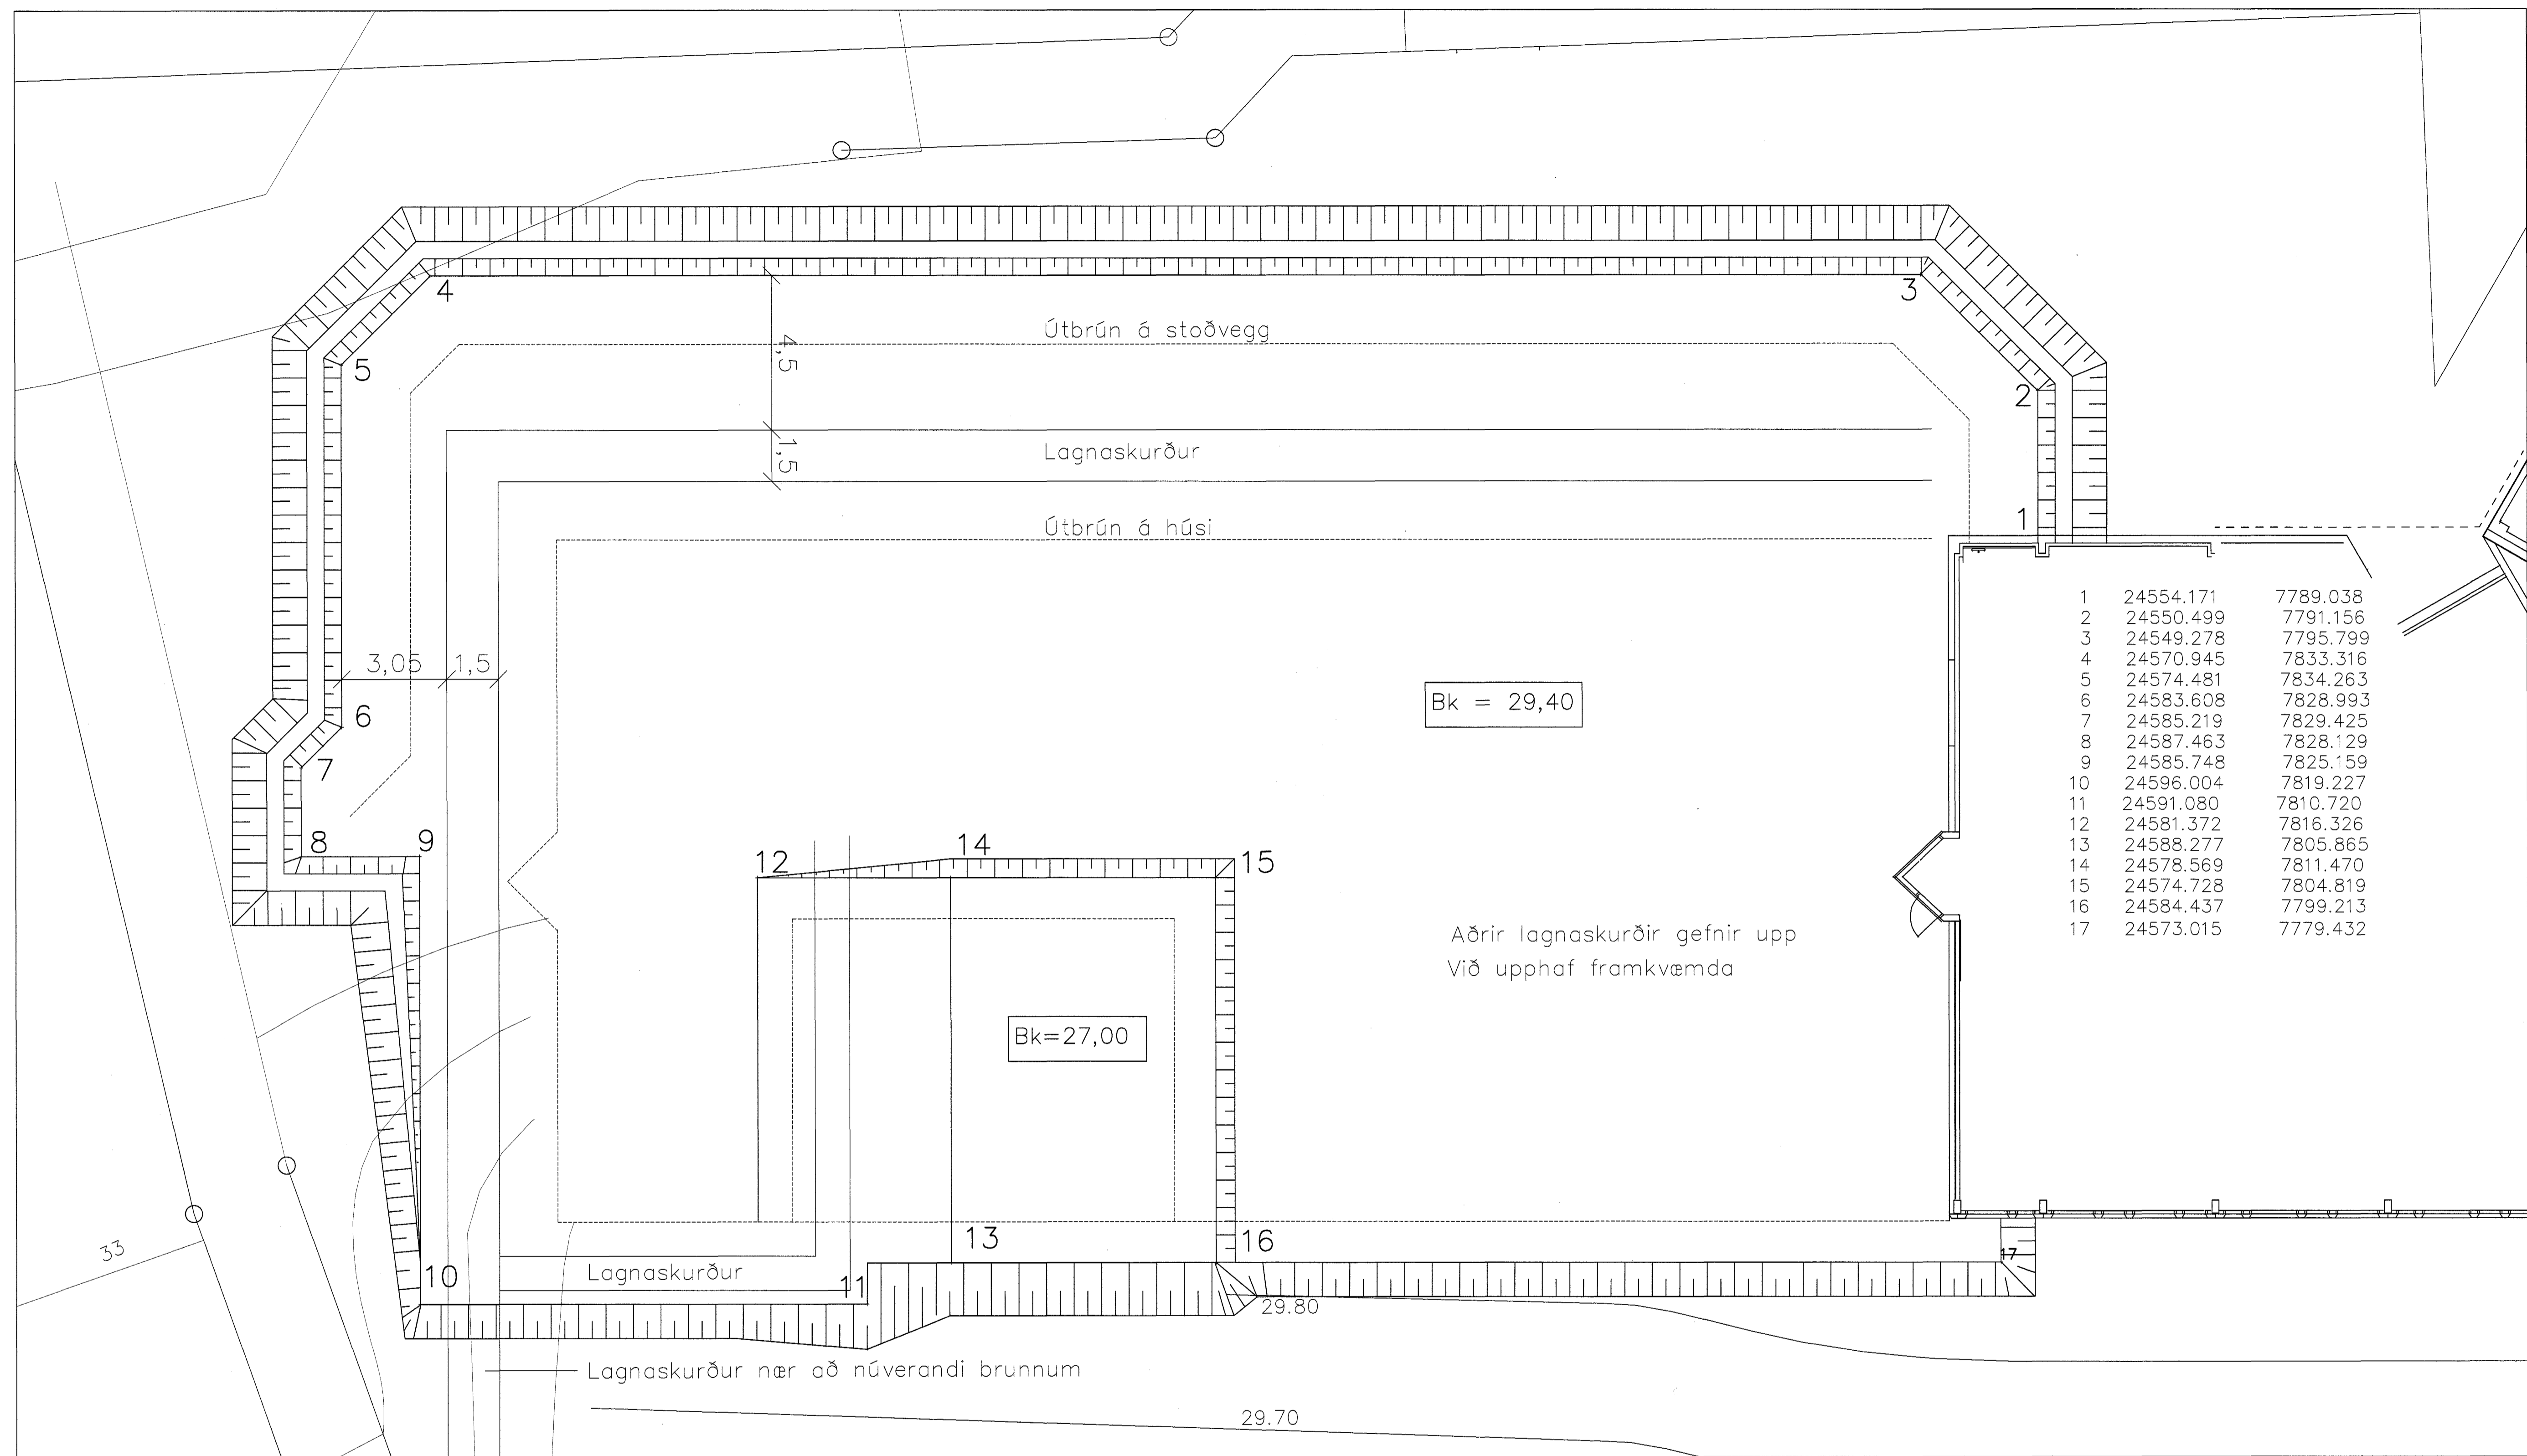 4
3
Útbrún á stoðvegg
4,5
5
2
1,5
Lagnaskurður
1
Útbrún á húsi
1 24554.171 7789.038
2 24550.499 7791.156
3 24549.278 7795.799
4 24570.945 7833.316
5 24574.481 7834.263
6 24583.608 7828.993
7 24585.219 7829.425
8 24587.463 7828.129
9 24585.748 7825.159
10 24596.004 7819.227
11 24591.080 7810.720
12 24581.372 7816.326
13 24588.277 7805.865
14 24578.569 7811.470
15 24574.728 7804.819
16 24584.437 7799.213
17 24573.015 7779.432
3,05 1,5
Bk = 29,40
6
7
8
9
12
14
15
Aðrir lagnaskurðir gefnir upp
Við upphaf framkvæmda
Bk=27,00
33
13
16
17
10
Lagnaskurður
11
29.80
Lagnaskurður nær að núverandi brunnum
29.70